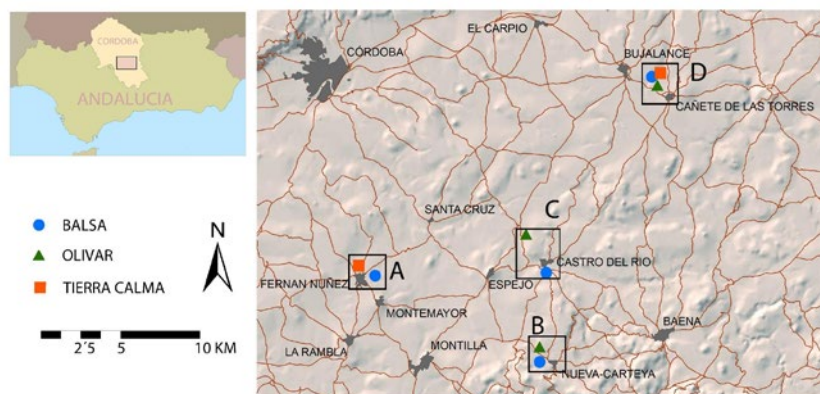 CÓRDOBA
ANDALUCIA
BALSA
OLIVAR
TIERRA CALMA
N
2´5 5 10 KM
EL CARPIO
CÓRDOBA
BUJALANCE
D
CAÑETE DE LAS TORRES
SANTA CRUZ
C
CASTRO DEL RIO
A
FERNAN NUÑEZ
ESPEJO
MONTEMAYOR
B
BAENA
LA RAMBLA
MONTILLA
NUEVA-CARTEYA